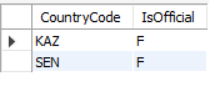 CountryCode IsOfficial
KAZ F
SEN F